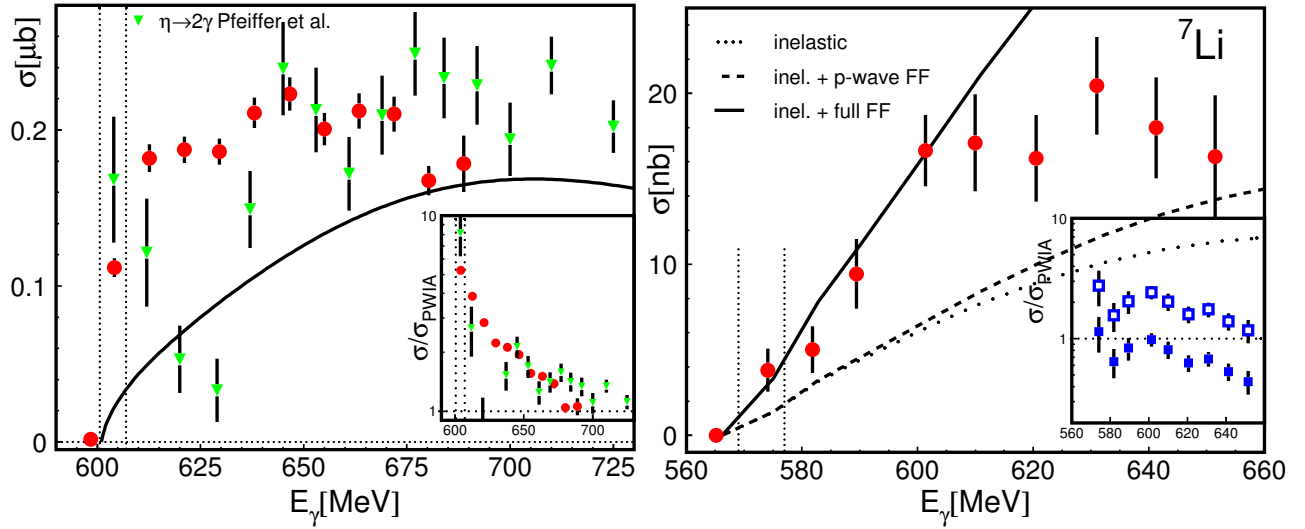 η→2γ Pfeiffer et al.
σ[μb]
0.2
0.1
0
600 625 650 675 700 725
E_γ[MeV]
σ/σ_PWIA
10
1
600 650 700
⁷Li
inelastic
inel. + p-wave FF
inel. + full FF
σ[nb]
20
10
0
560 580 600 620 640 660
E_γ[MeV]
σ/σ_PWIA
10
1
560 580 600 620 640